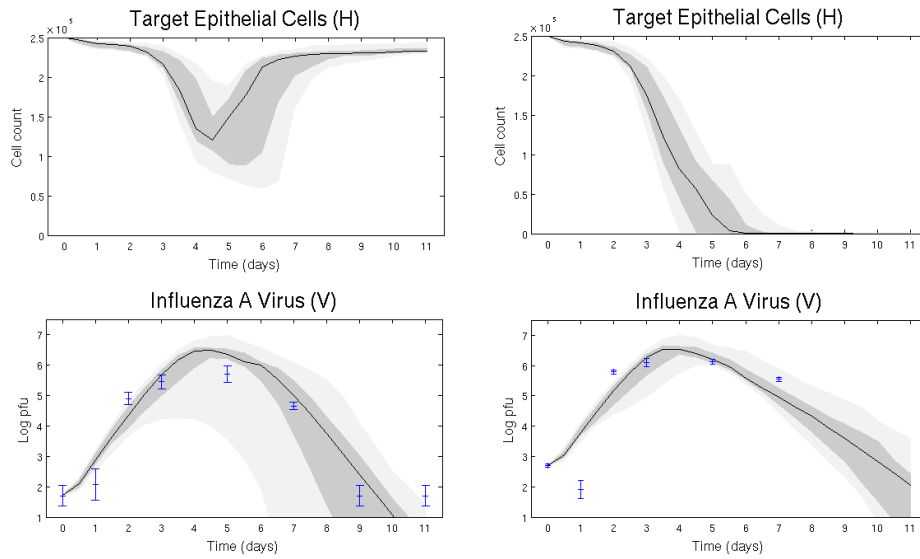 Target Epithelial Cells (H)
× 10⁵
2.5
2
1.5
1
0.5
0
Cell count
0 1 2 3 4 5 6 7 8 9 10 11
Time (days)
Target Epithelial Cells (H)
× 10⁵
2.5
2
1.5
1
0.5
0
Cell count
0 1 2 3 4 5 6 7 8 9 10 11
Time (days)
Influenza A Virus (V)
7
6
5
4
3
2
1
Log pfu
0 1 2 3 4 5 6 7 8 9 10 11
Time (days)
Influenza A Virus (V)
7
6
5
4
3
2
1
Log pfu
0 1 2 3 4 5 6 7 8 9 10 11
Time (days)